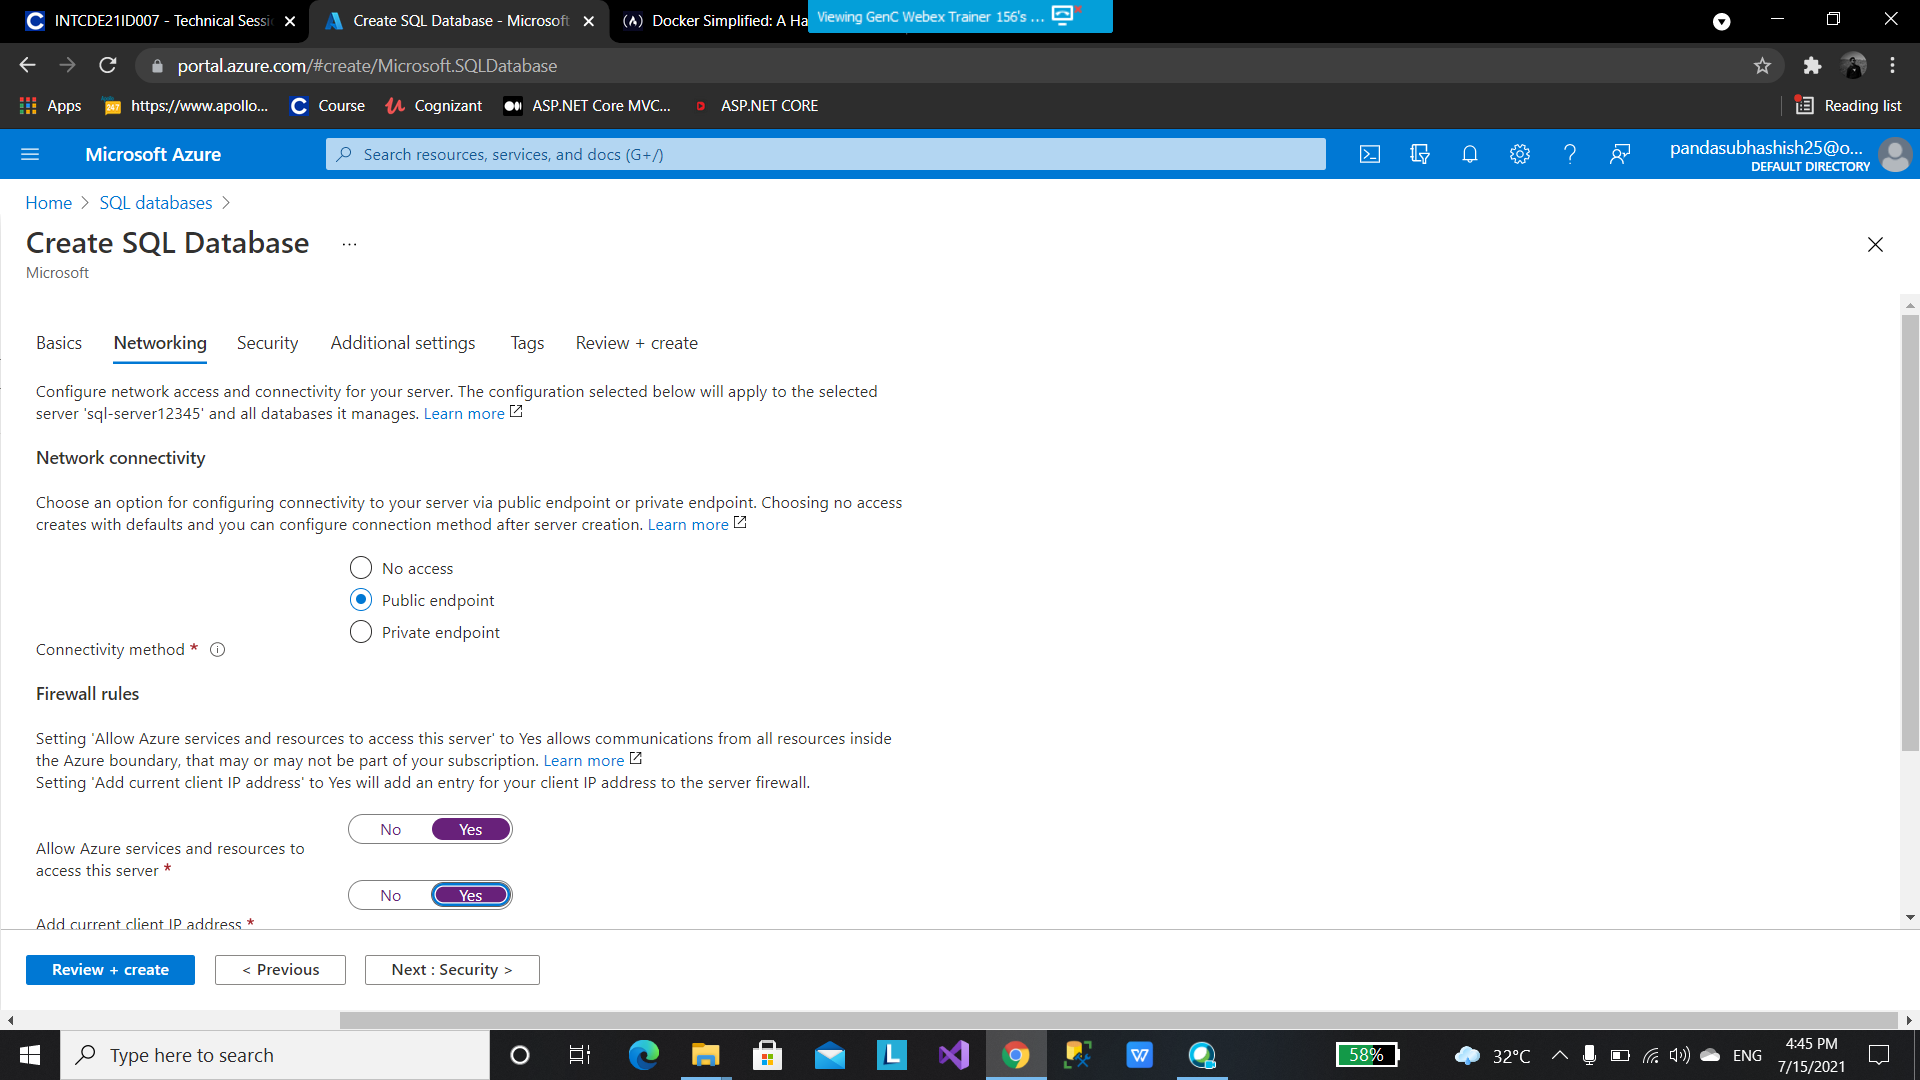 INTCDE21ID007 - Technical Sessi
Create SQL Database - Microsoft
Docker Simplified: A Ha
Viewing GenC Webex Trainer 156's ...
portal.azure.com/#create/Microsoft.SQLDatabase
Apps
https://www.apollo...
Course
Cognizant
ASP.NET Core MVC...
ASP.NET CORE
Reading list
Microsoft Azure
Search resources, services, and docs (G+/)
pandasubhashish25@o...
DEFAULT DIRECTORY
Home > SQL databases >
Create SQL Database ...
Microsoft
Basics
Networking
Security
Additional settings
Tags
Review + create
Configure network access and connectivity for your server. The configuration selected below will apply to the selected
server 'sql-server12345' and all databases it manages. Learn more
Network connectivity
Choose an option for configuring connectivity to your server via public endpoint or private endpoint. Choosing no access
creates with defaults and you can configure connection method after server creation. Learn more
No access
Public endpoint
Private endpoint
Connectivity method *
Firewall rules
Setting 'Allow Azure services and resources to access this server' to Yes allows communications from all resources inside
the Azure boundary, that may or may not be part of your subscription. Learn more
Setting 'Add current client IP address' to Yes will add an entry for your client IP address to the server firewall.
No Yes
Allow Azure services and resources to
access this server *
No Yes
Add current client IP address *
Review + create
< Previous
Next : Security >
Type here to search
58%
32°C
ENG
4:45 PM
7/15/2021